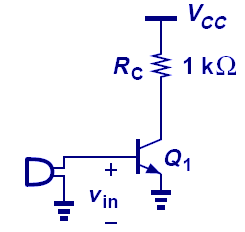 V_CC
R_C 1 kΩ
Q_1
+
v_in
–